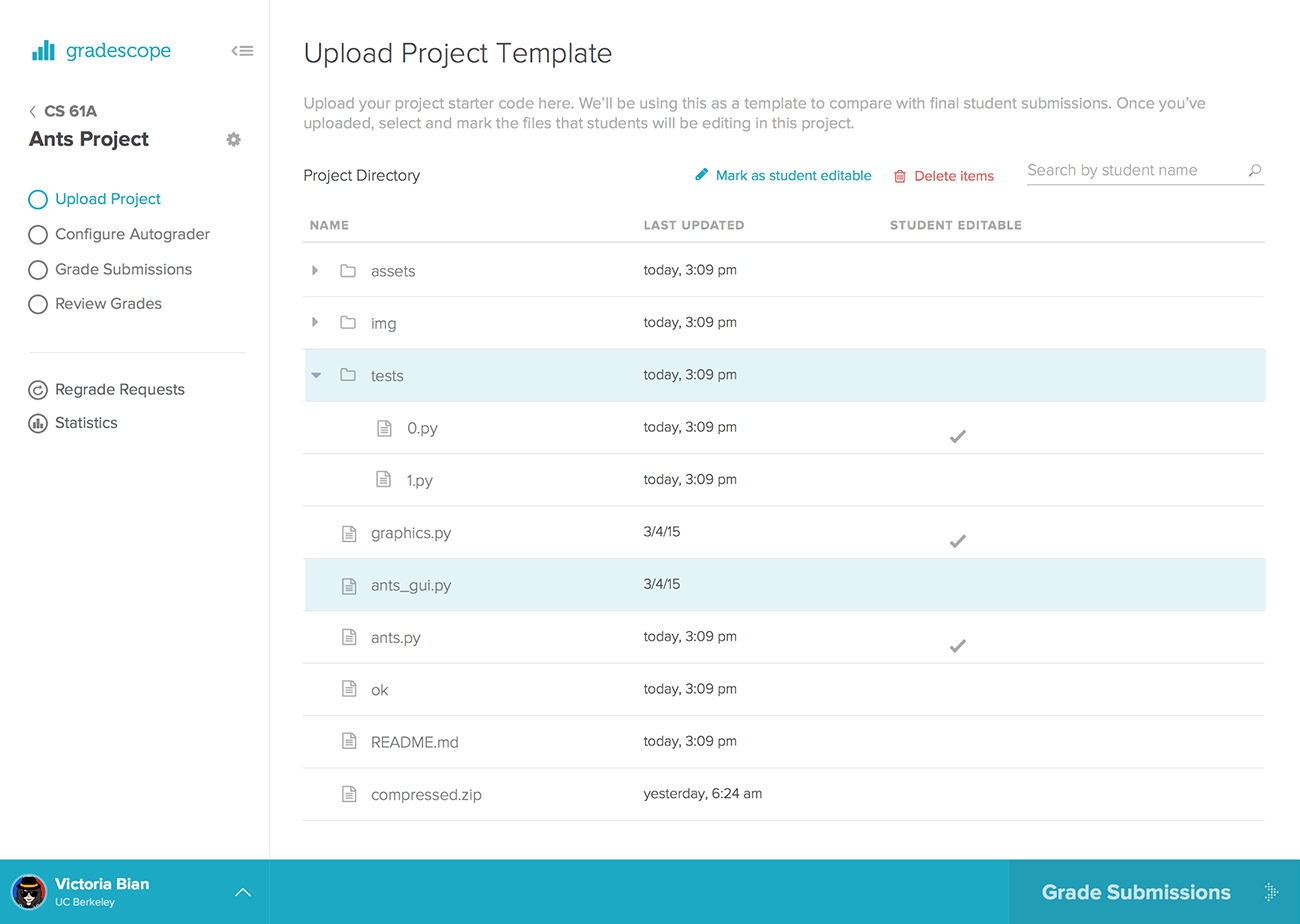 gradescope
CS 61A
Ants Project
Upload Project
Configure Autograder
Grade Submissions
Review Grades
Regrade Requests
Statistics
Upload Project Template
Upload your project starter code here. We'll be using this as a template to compare with final student submissions. Once you've
uploaded, select and mark the files that students will be editing in this project.
Project Directory Mark as student editable Delete items Search by student name
NAME LAST UPDATED STUDENT EDITABLE
assets today, 3:09 pm
img today, 3:09 pm
tests today, 3:09 pm
0.py today, 3:09 pm
1.py today, 3:09 pm
graphics.py 3/4/15
ants_gui.py 3/4/15
ants.py today, 3:09 pm
ok today, 3:09 pm
README.md today, 3:09 pm
compressed.zip yesterday, 6:24 am
Victoria Bian
UC Berkeley
Grade Submissions